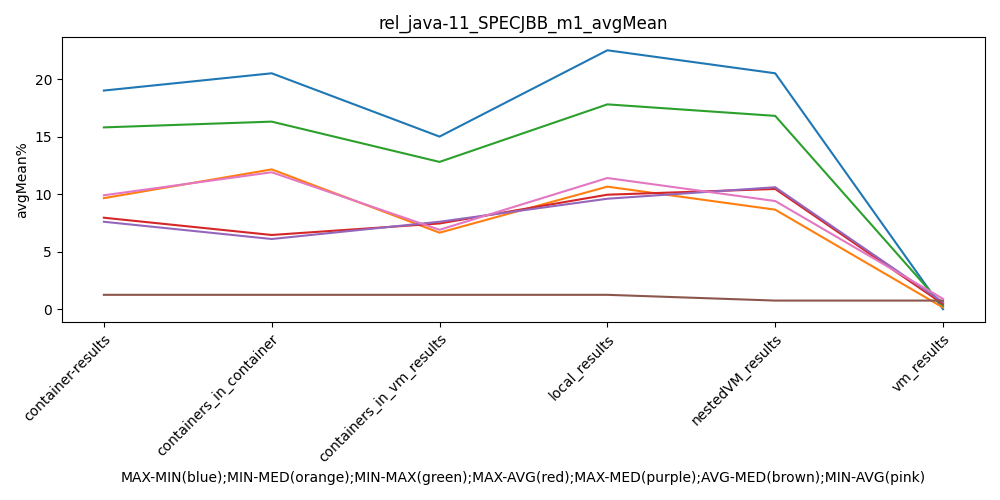 rel_java-11_SPECJBB_m1_avgMean
avgMean%
20
15
10
5
0
container-results
containers_in_container
containers_in_vm_results
local_results
nestedVM_results
vm_results
MAX-MIN(blue);MIN-MED(orange);MIN-MAX(green);MAX-AVG(red);MAX-MED(purple);AVG-MED(brown);MIN-AVG(pink)